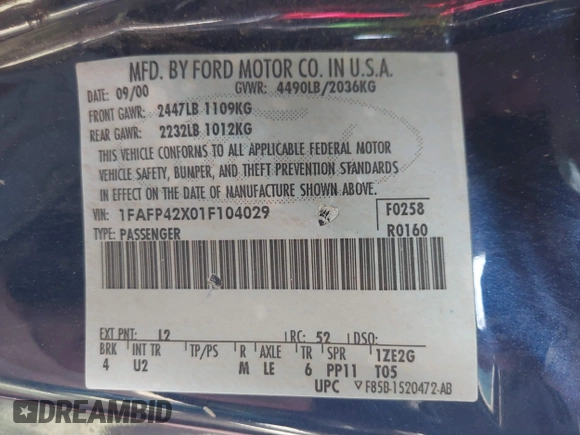 MFD. BY FORD MOTOR CO. IN U.S.A.
DATE: 09/00 GVWR: 4490LB/2036KG
FRONT GAWR: 2447LB 1109KG
REAR GAWR: 2232LB 1012KG
THIS VEHICLE CONFORMS TO ALL APPLICABLE FEDERAL MOTOR
VEHICLE SAFETY, BUMPER, AND THEFT PREVENTION STANDARDS
IN EFFECT ON THE DATE OF MANUFACTURE SHOWN ABOVE.
VIN: 1FAFP42X01F104029 F0258
TYPE: PASSENGER R0160
EXT PNT: L2 RC: 52 DSO:
BRK INT TR TP/PS R AXLE TR SPR 1ZE2G
4 U2 M LE 6 PP11 T05
UPC ▽F85B-1520472-AB
DREAMBID